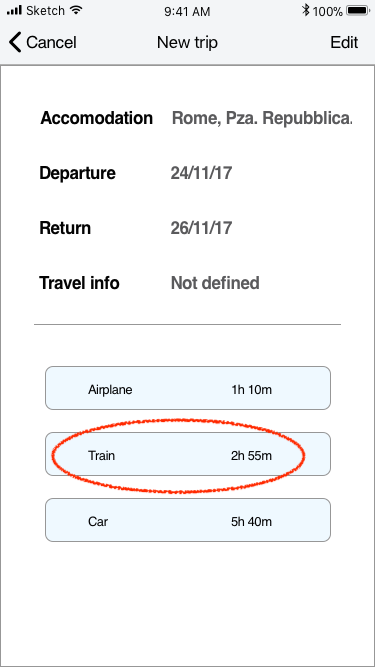 Sketch 9:41 AM 100%
Cancel New trip Edit
Accomodation Rome, Pza. Repubblica.
Departure 24/11/17
Return 26/11/17
Travel info Not defined
Airplane 1h 10m
Train 2h 55m
Car 5h 40m